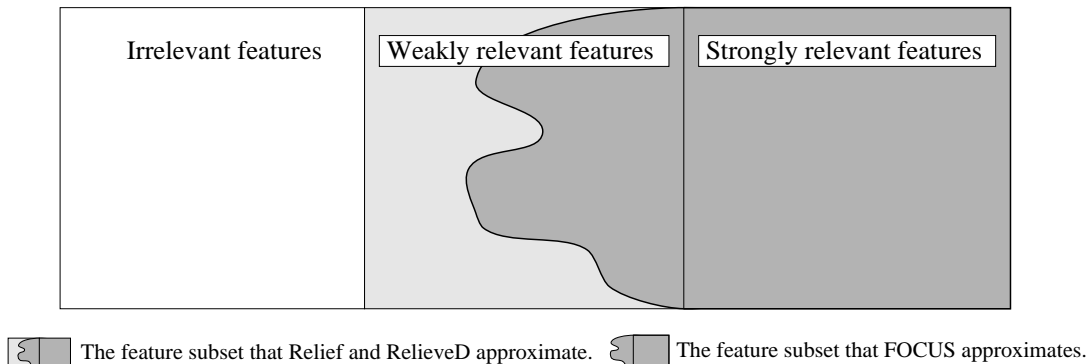 Irrelevant features
Weakly relevant features
Strongly relevant features
The feature subset that Relief and RelieveD approximate.
The feature subset that FOCUS approximates.